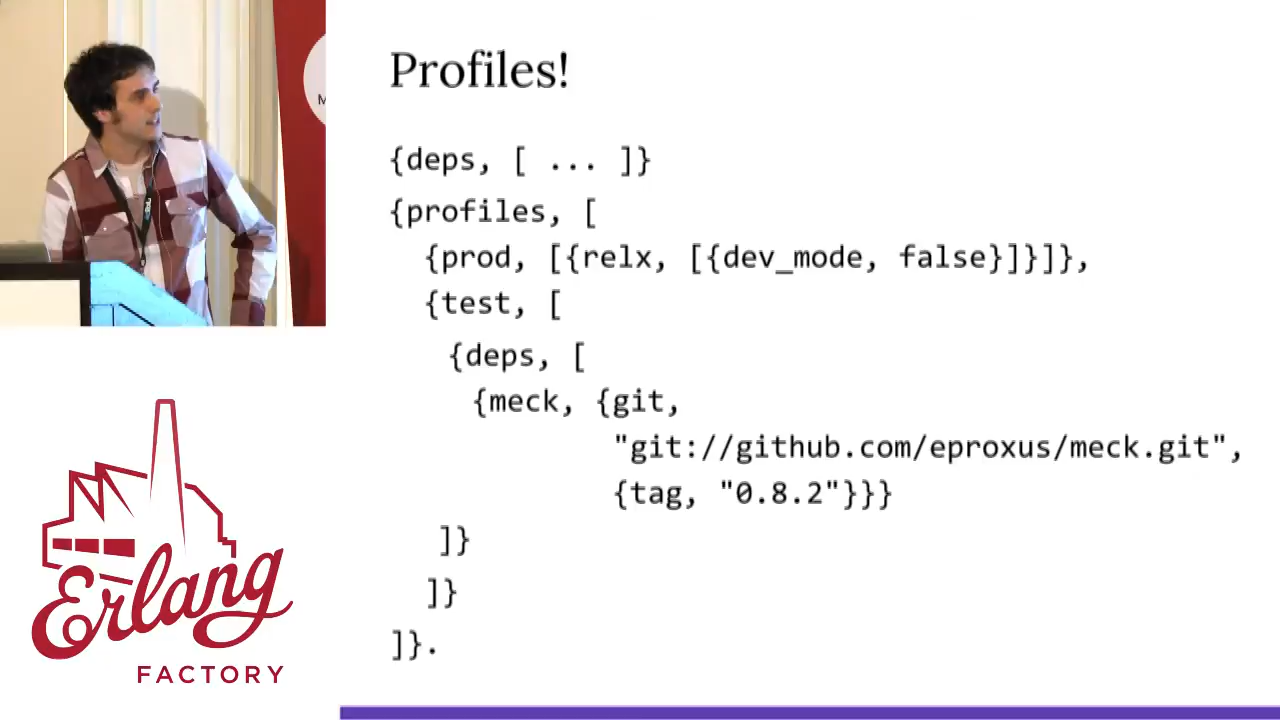 Profiles!
{deps, [ ... ]}
{profiles, [
{prod, [{relx, [{dev_mode, false}]}]},
{test, [
{deps, [
{meck, {git,
"git://github.com/eproxus/meck.git",
{tag, "0.8.2"}}}
]}
]}
]}.
M
Erlang
FACTORY